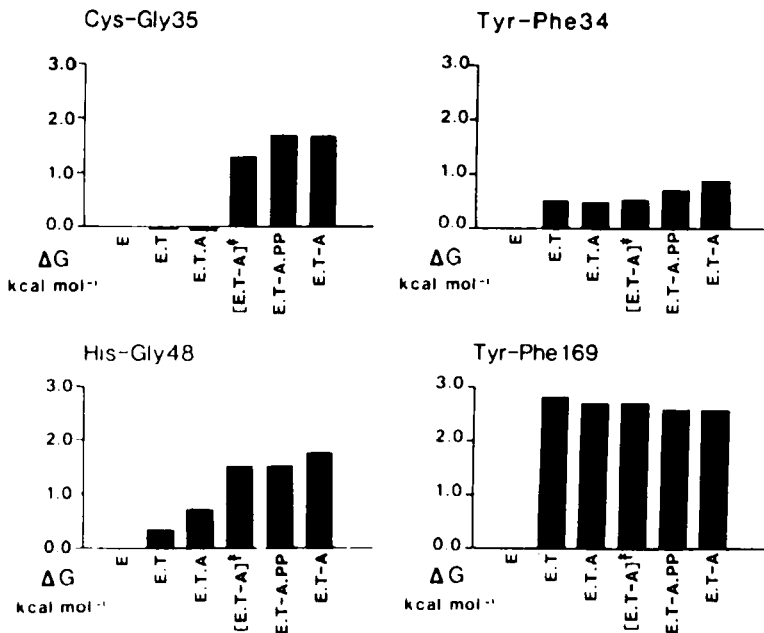 Cys-Gly35
3.0
2.0
1.0
0.0
ΔG
kcal mol⁻¹
E
E.T
E.T.A
[E.T-A]‡
E.T-A.PP
E.T-A
Tyr-Phe34
3.0
2.0
1.0
0.0
ΔG
kcal mol⁻¹
E
E.T
E.T.A
[E.T-A]‡
E.T-A.PP
E.T-A
His-Gly48
3.0
2.0
1.0
0.0
ΔG
kcal mol⁻¹
E
E.T
E.T.A
[E.T-A]‡
E.T-A.PP
E.T-A
Tyr-Phe169
3.0
2.0
1.0
0.0
ΔG
kcal mol⁻¹
E
E.T
E.T.A
[E.T-A]‡
E.T-A.PP
E.T-A